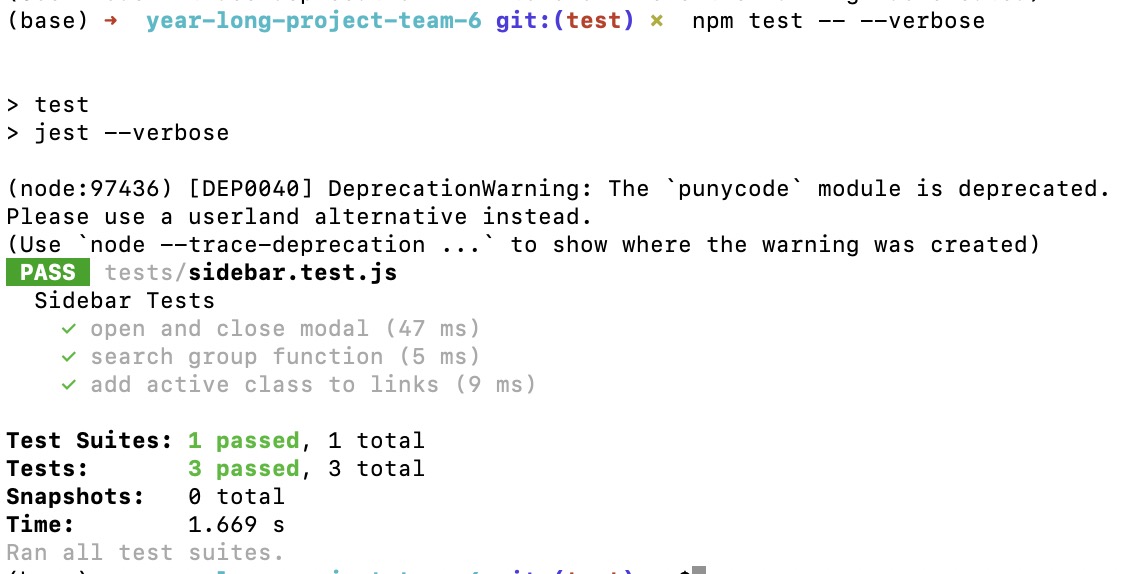 (base) ➜ year-long-project-team-6 git:(test) ✗ npm test -- --verbose
> test
> jest --verbose
(node:97436) [DEP0040] DeprecationWarning: The `punycode` module is deprecated.
Please use a userland alternative instead.
(Use `node --trace-deprecation ...` to show where the warning was created)
PASS tests/sidebar.test.js
Sidebar Tests
✓ open and close modal (47 ms)
✓ search group function (5 ms)
✓ add active class to links (9 ms)
Test Suites: 1 passed, 1 total
Tests: 3 passed, 3 total
Snapshots: 0 total
Time: 1.669 s
Ran all test suites.